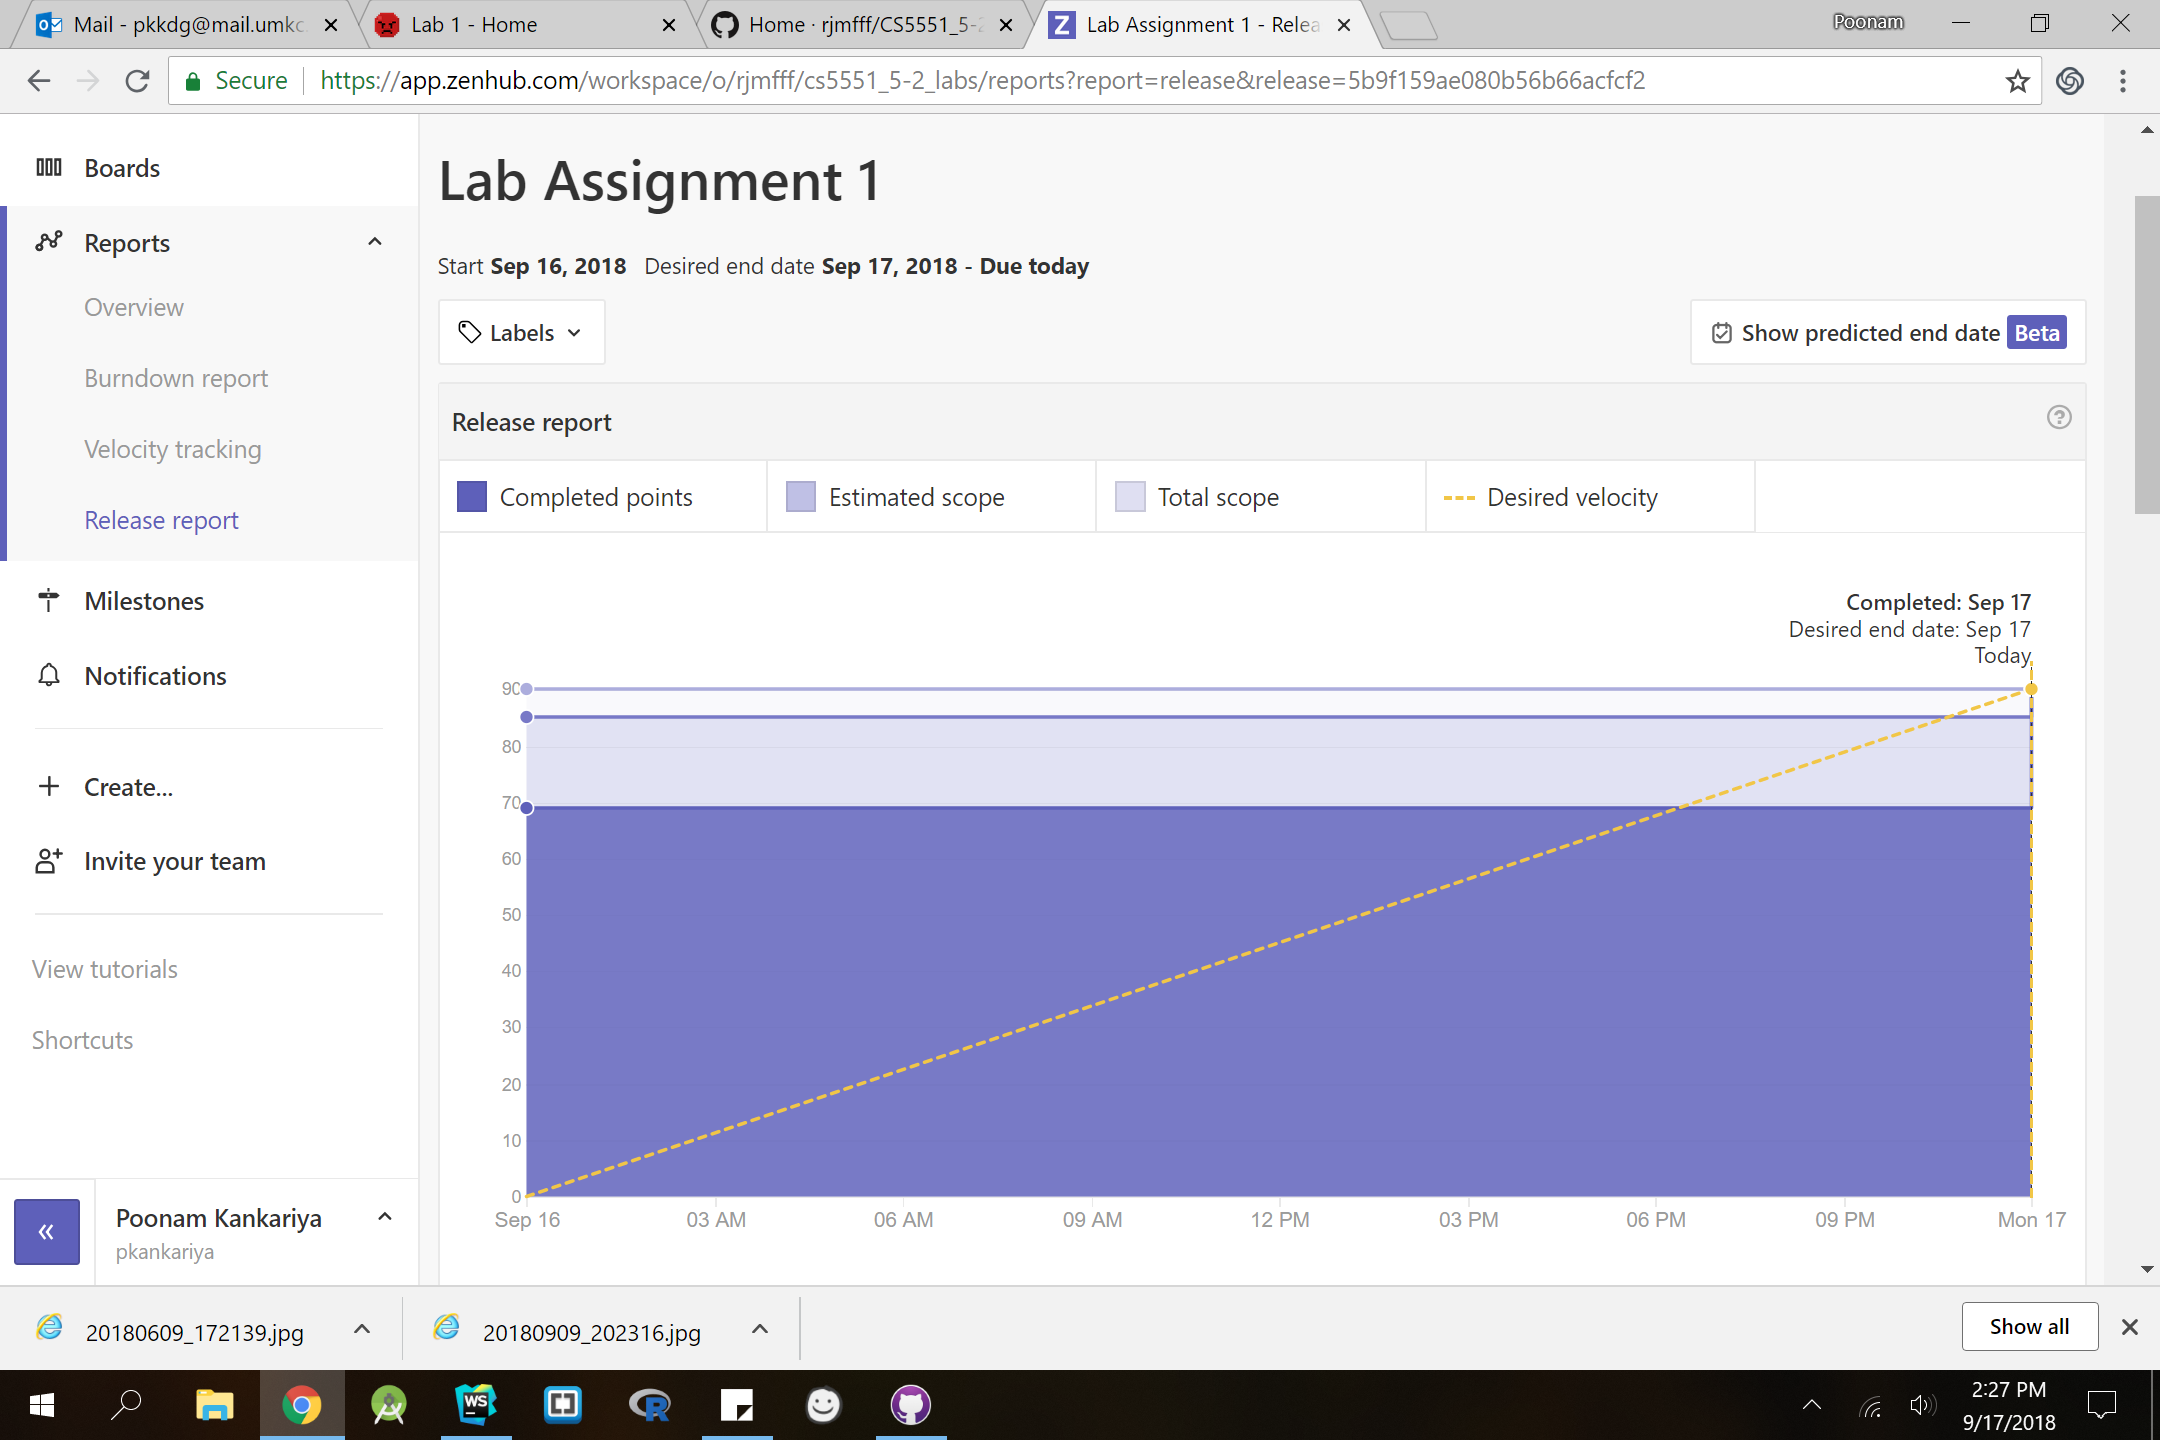 Mail - pkkdg@mail.umkc
Lab 1 - Home
Home · rjmfff/CS5551_5-2
Lab Assignment 1 - Relea
Poonam
Secure
https://app.zenhub.com/workspace/o/rjmfff/cs5551_5-2_labs/reports?report=release&release=5b9f159ae080b56b66acfcf2
Boards
Reports
Overview
Burndown report
Velocity tracking
Release report
Milestones
Notifications
Create...
Invite your team
View tutorials
Shortcuts
Poonam Kankariya
pkankariya
Lab Assignment 1
Start Sep 16, 2018 Desired end date Sep 17, 2018 - Due today
Labels
Show predicted end date Beta
Release report
Completed points
Estimated scope
Total scope
Desired velocity
Completed: Sep 17
Desired end date: Sep 17
Today
90
80
70
60
50
40
30
20
10
0
Sep 16 03 AM 06 AM 09 AM 12 PM 03 PM 06 PM 09 PM Mon 17
20180609_172139.jpg
20180909_202316.jpg
Show all
WS
R
2:27 PM
9/17/2018